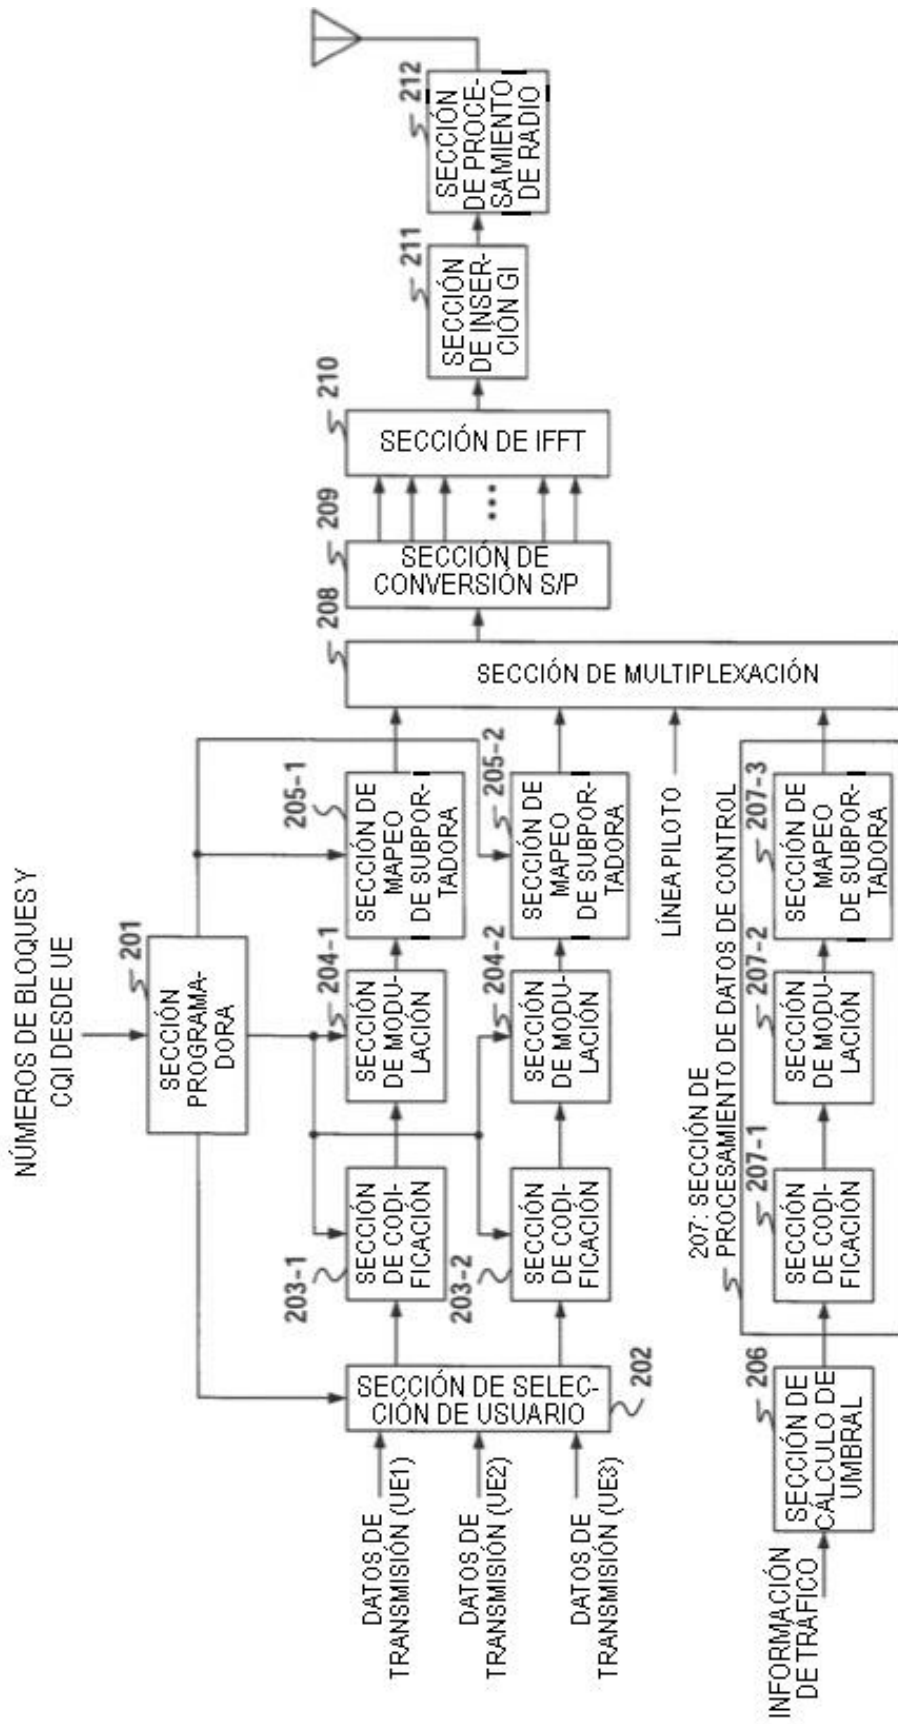 NÚMEROS DE BLOQUES Y
CQI DESDE UE
201
SECCIÓN
PROGRAMA-
DORA
DATOS DE
TRANSMISIÓN (UE1)
DATOS DE
TRANSMISIÓN (UE2)
DATOS DE
TRANSMISIÓN (UE3)
SECCIÓN DE SELEC-
CIÓN DE USUARIO
202
203-1
SECCIÓN
DE CODI-
FICACIÓN
204-1
SECCIÓN
DE MODU-
LACIÓN
205-1
SECCIÓN DE
MAPEO
DE SUBPOR-
TADORA
203-2
SECCIÓN
DE CODI-
FICACIÓN
204-2
SECCIÓN
DE MODU-
LACIÓN
205-2
SECCIÓN DE
MAPEO
DE SUBPOR-
TADORA
LÍNEA PILOTO
INFORMACIÓN
DE TRÁFICO
206
SECCIÓN DE
CÁLCULO DE
UMBRAL
207: SECCIÓN DE
PROCESAMIENTO DE DATOS DE CONTROL
207-1
SECCIÓN
DE CODI-
FICACIÓN
207-2
SECCIÓN
DE MODU-
LACIÓN
207-3
SECCIÓN DE
MAPEO
DE SUBPOR-
TADORA
208
SECCIÓN DE MULTIPLEXACIÓN
209
SECCIÓN DE
CONVERSIÓN S/P
210
SECCIÓN DE IFFT
211
SECCIÓN
DE INSER-
CIÓN GI
212
SECCIÓN
DE PROCE-
SAMIENTO
DE RADIO